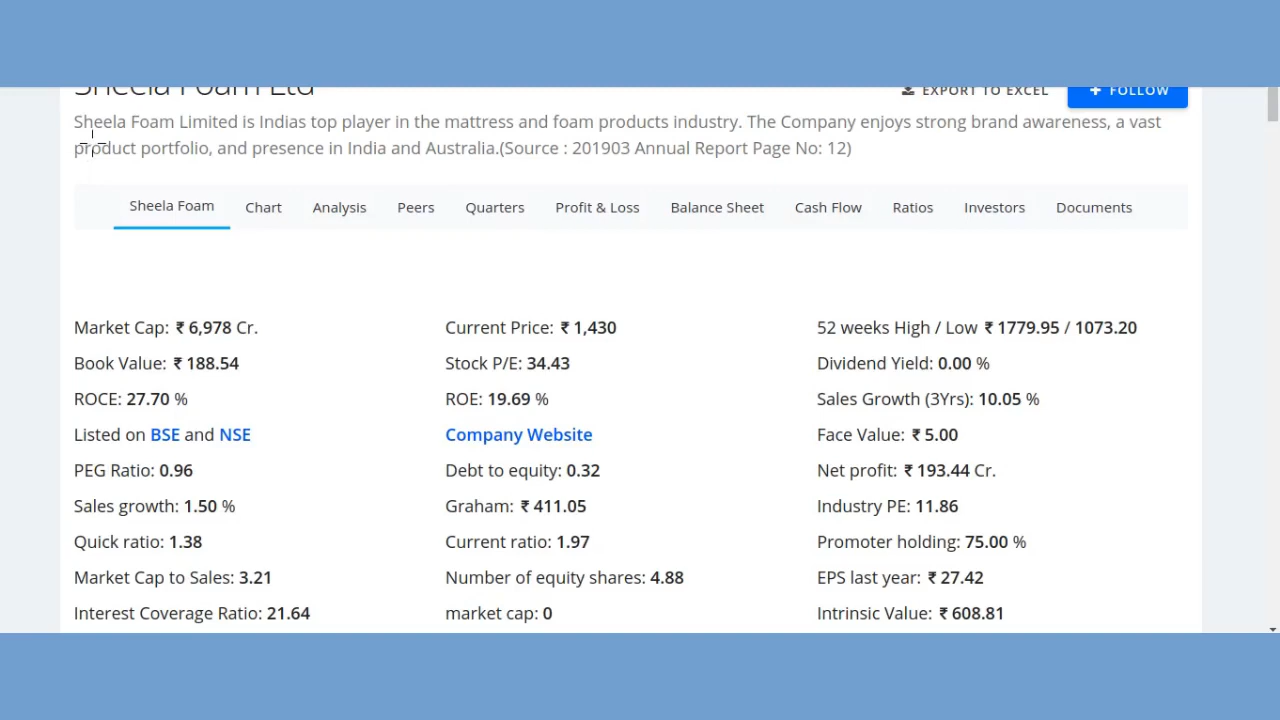 Sheela Foam Ltd
EXPORT TO EXCEL
+ FOLLOW
Sheela Foam Limited is Indias top player in the mattress and foam products industry. The Company enjoys strong brand awareness, a vast
product portfolio, and presence in India and Australia.(Source : 201903 Annual Report Page No: 12)
Sheela Foam Chart Analysis Peers Quarters Profit & Loss Balance Sheet Cash Flow Ratios Investors Documents
Market Cap: ₹ 6,978 Cr. Current Price: ₹ 1,430 52 weeks High / Low ₹ 1779.95 / 1073.20
Book Value: ₹ 188.54 Stock P/E: 34.43 Dividend Yield: 0.00 %
ROCE: 27.70 % ROE: 19.69 % Sales Growth (3Yrs): 10.05 %
Listed on BSE and NSE Company Website Face Value: ₹ 5.00
PEG Ratio: 0.96 Debt to equity: 0.32 Net profit: ₹ 193.44 Cr.
Sales growth: 1.50 % Graham: ₹ 411.05 Industry PE: 11.86
Quick ratio: 1.38 Current ratio: 1.97 Promoter holding: 75.00 %
Market Cap to Sales: 3.21 Number of equity shares: 4.88 EPS last year: ₹ 27.42
Interest Coverage Ratio: 21.64 market cap: 0 Intrinsic Value: ₹ 608.81